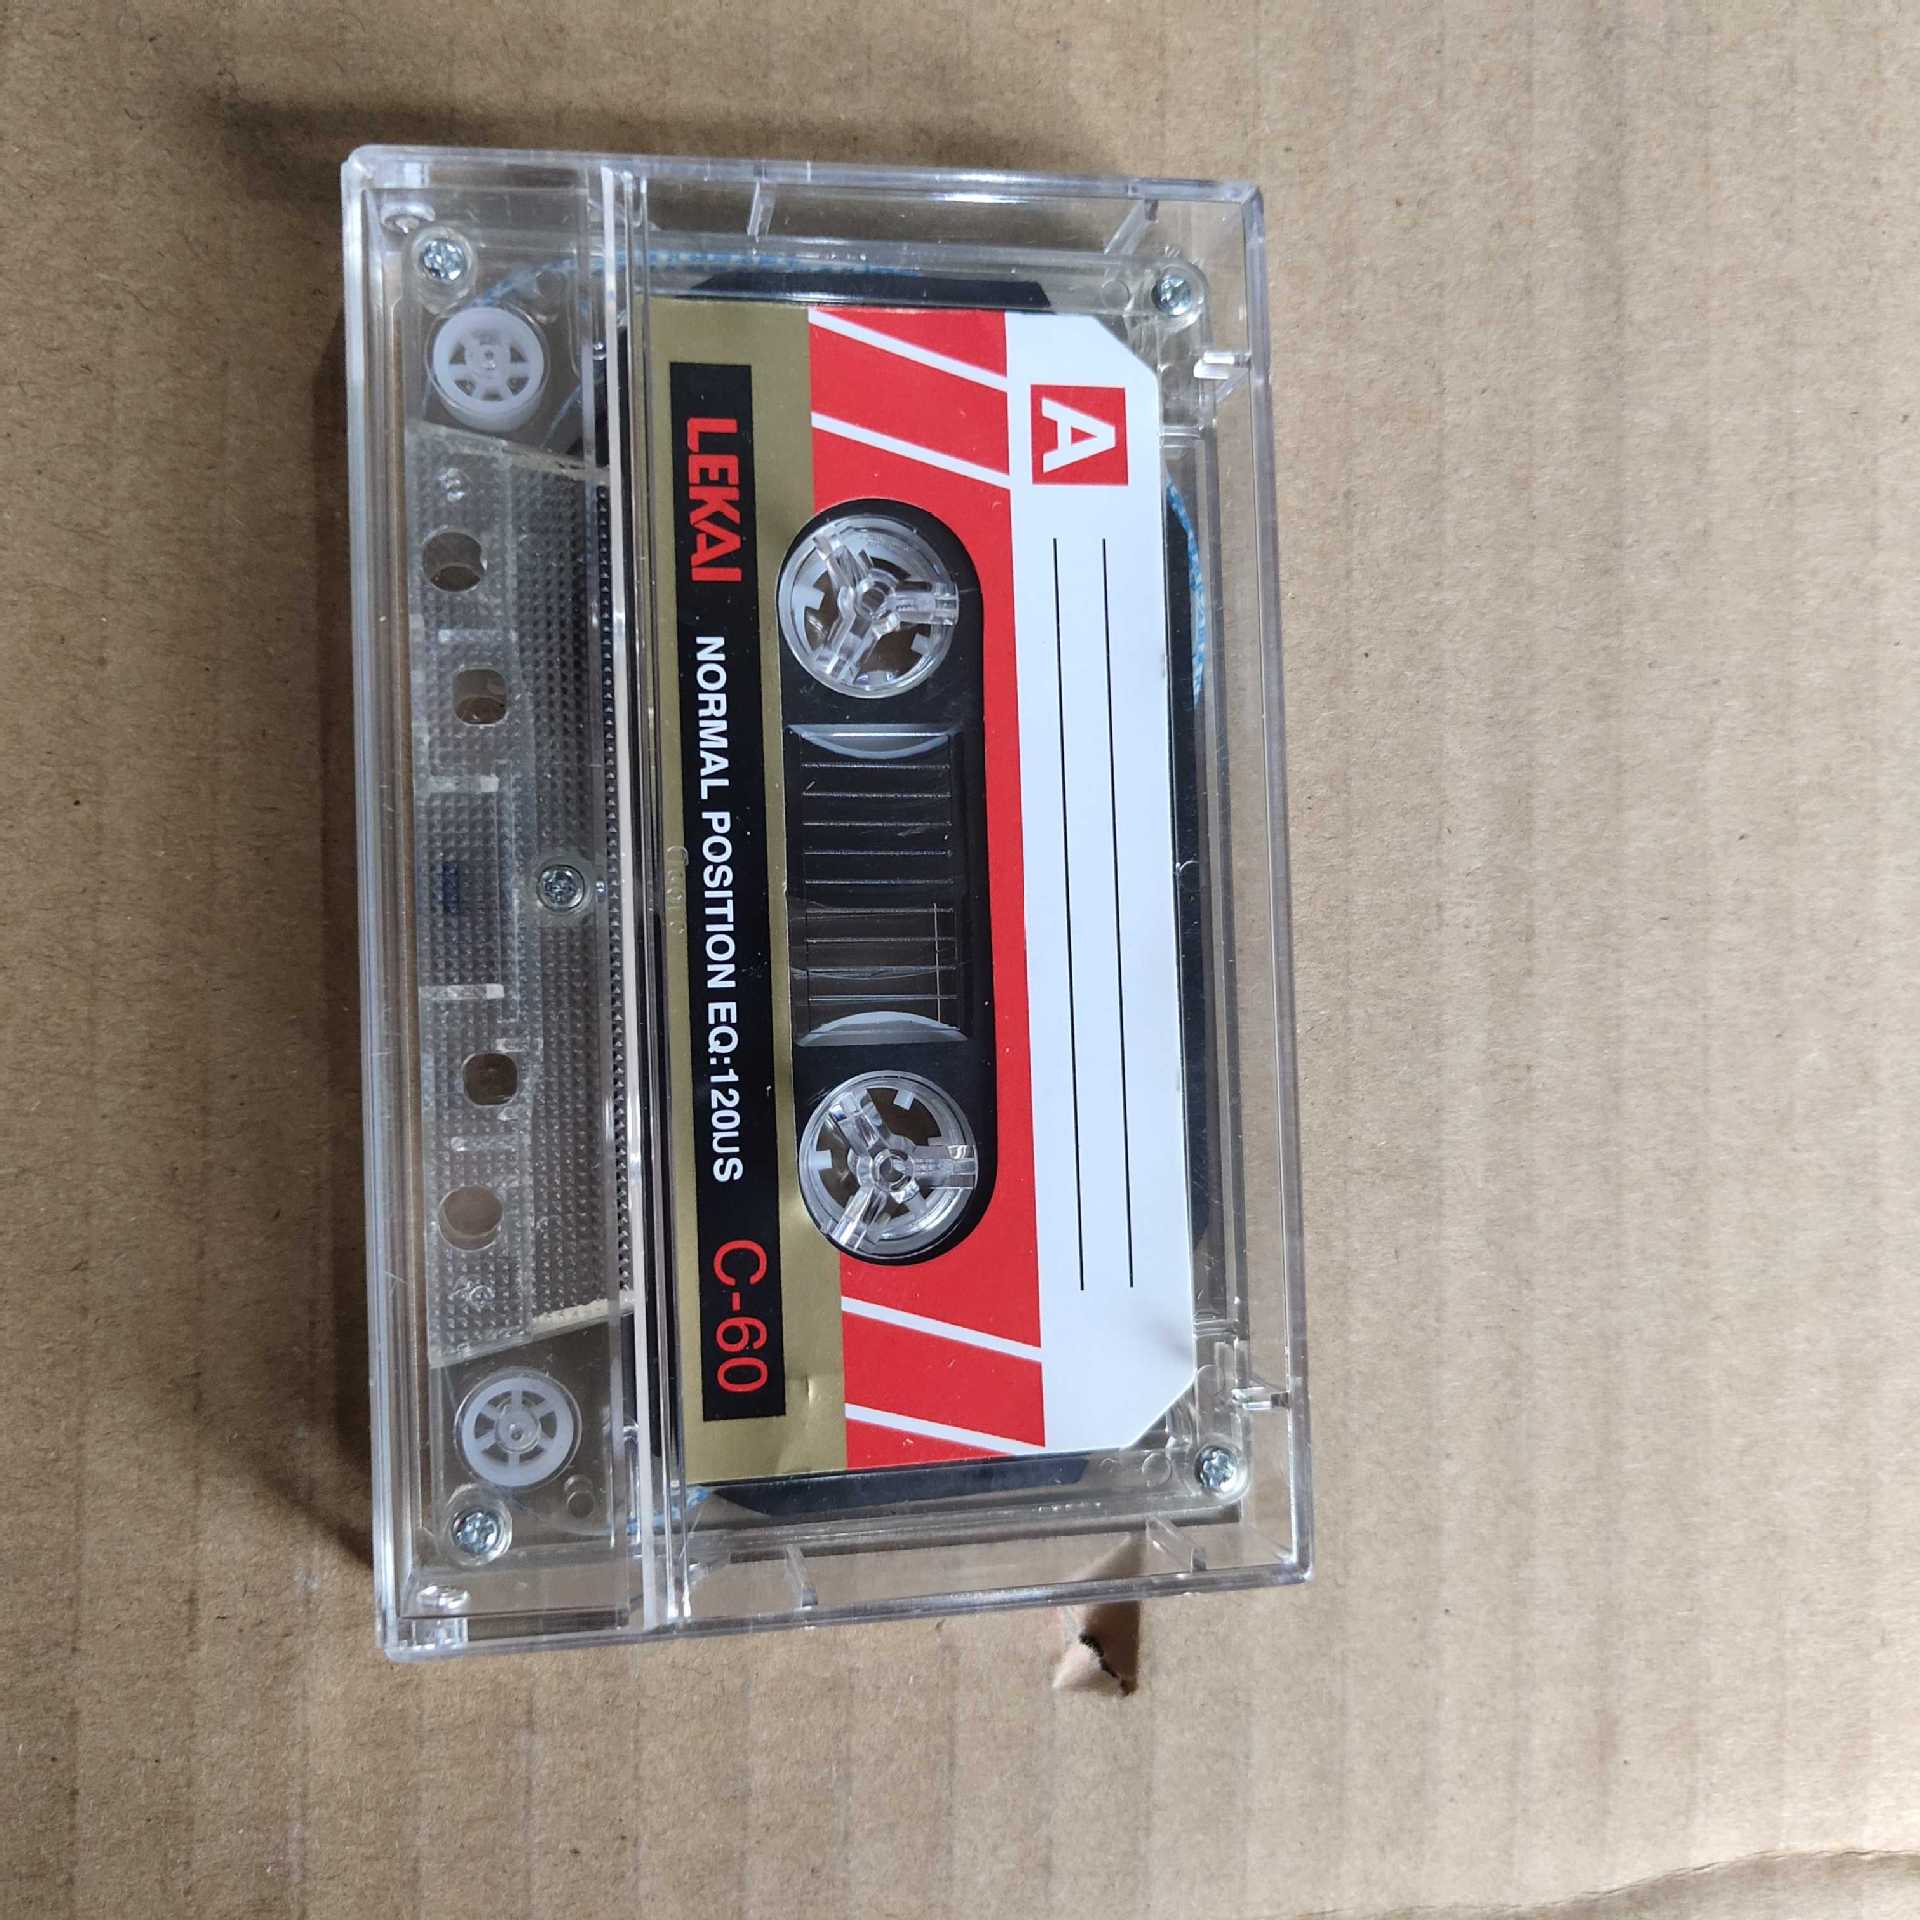 A
LEKAI NORMAL POSITION EQ:120US C-60